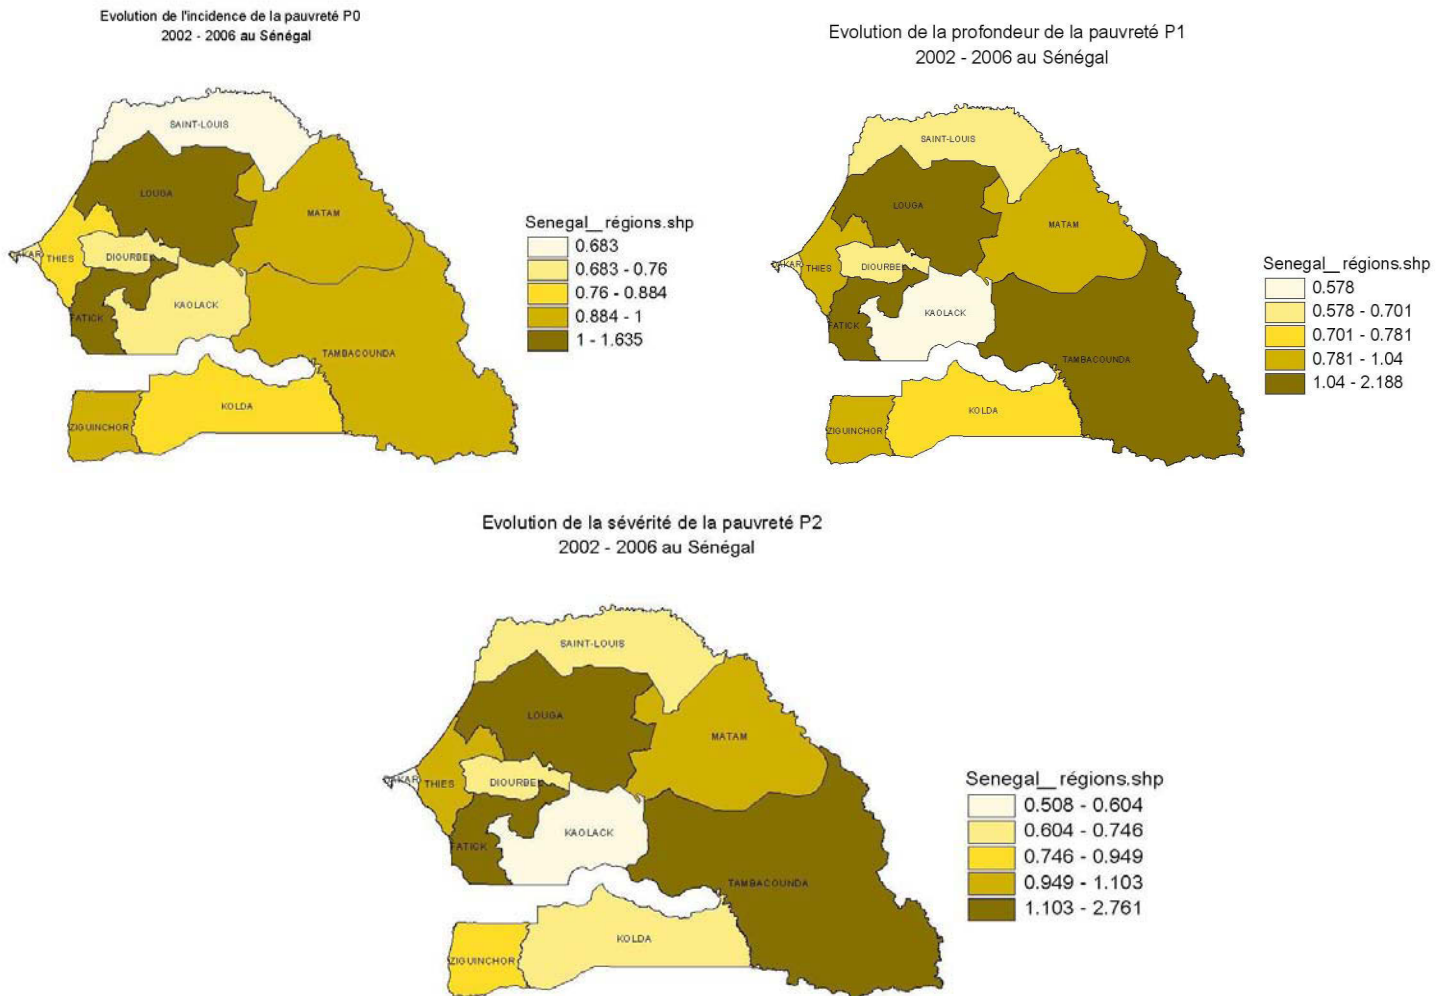 Evolution de l'incidence de la pauvreté P0
2002 - 2006 au Sénégal
SAINT-LOUIS
LOUGA
MATAM
DAKAR
THIES
DIOURBEL
KAOLACK
FATICK
TAMBACOUNDA
KOLDA
ZIGUINCHOR
Senegal__régions.shp
0.683
0.683 - 0.76
0.76 - 0.884
0.884 - 1
1 - 1.635
Evolution de la profondeur de la pauvreté P1
2002 - 2006 au Sénégal
SAINT-LOUIS
LOUGA
MATAM
DAKAR
THIES
DIOURBEL
KAOLACK
FATICK
TAMBACOUNDA
KOLDA
ZIGUINCHOR
Senegal__régions.shp
0.578
0.578 - 0.701
0.701 - 0.781
0.781 - 1.04
1.04 - 2.188
Evolution de la sévérité de la pauvreté P2
2002 - 2006 au Sénégal
SAINT-LOUIS
LOUGA
MATAM
DAKAR
THIES
DIOURBEL
KAOLACK
FATICK
TAMBACOUNDA
KOLDA
ZIGUINCHOR
Senegal__régions.shp
0.508 - 0.604
0.604 - 0.746
0.746 - 0.949
0.949 - 1.103
1.103 - 2.761